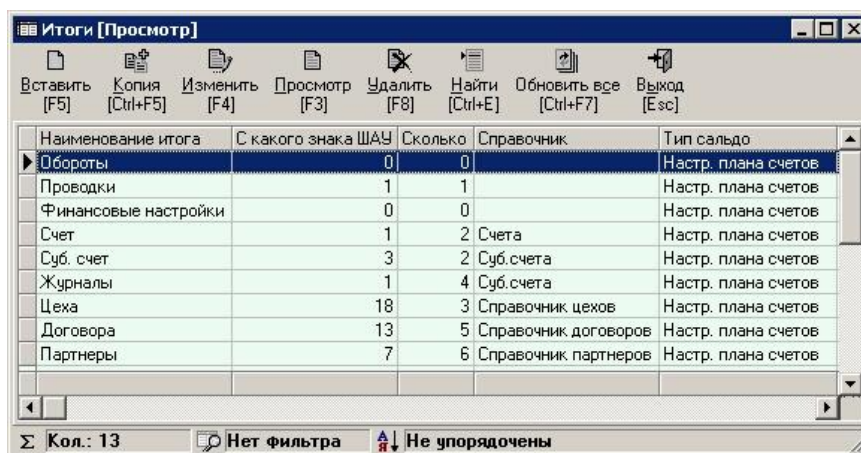 Итоги [Просмотр]
Вставить Копия Изменить Просмотр Удалить Найти Обновить все Выход
[F5] [Ctrl+F5] [F4] [F3] [F8] [Ctrl+E] [Ctrl+F7] [Esc]
Наименование итога С какого знака ШАУ Сколько Справочник Тип сальдо
Обороты 0 0 Настр. плана счетов
Проводки 1 1 Настр. плана счетов
Финансовые настройки 0 0 Настр. плана счетов
Счет 1 2 Счета Настр. плана счетов
Суб. счет 3 2 Суб.счета Настр. плана счетов
Журналы 1 4 Суб.счета Настр. плана счетов
Цеха 18 3 Справочник цехов Настр. плана счетов
Договора 13 5 Справочник договоров Настр. плана счетов
Партнеры 7 6 Справочник партнеров Настр. плана счетов
Σ Кол.: 13 Нет фильтра Не упорядочены